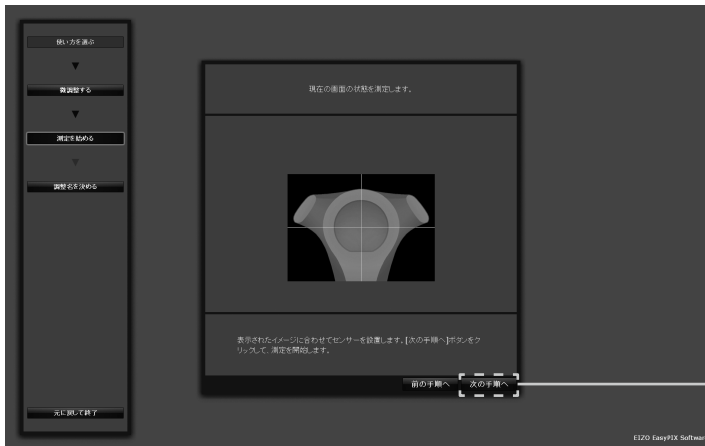 使い方を選ぶ
微調整する
測定を始める
調整名を決める
元に戻して終了
現在の画面の状態を測定します。
表示されたイメージに合わせてセンサーを設置します。[次の手順へ]ボタンをク
リックして、測定を開始します。
前の手順へ
次の手順へ
EIZO EasyPIX Softwar